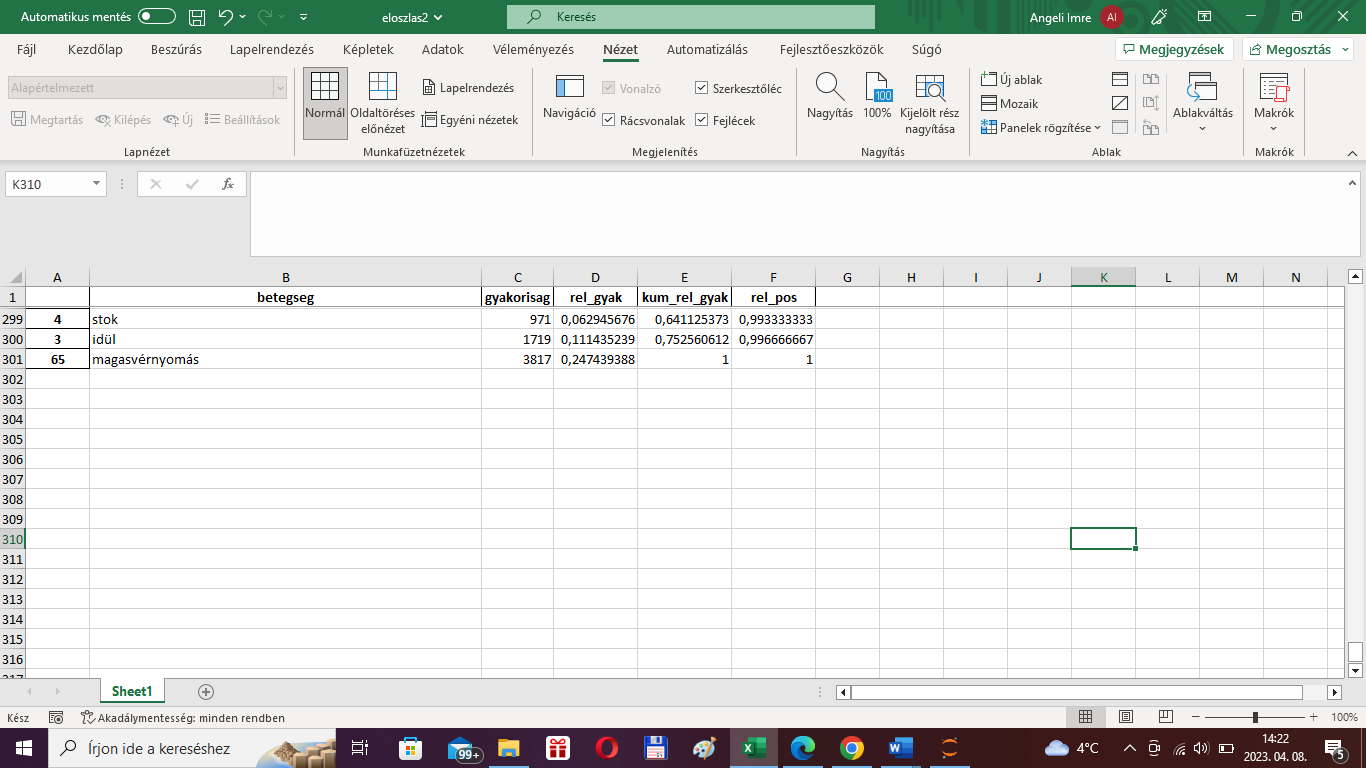 Automatikus mentés
eloszlas2
Keresés
Angeli Imre
AI
Fájl Kezdőlap Beszúrás Lapelrendezés Képletek Adatok Véleményezés Nézet Automatizálás Fejlesztőeszközök Súgó
Megjegyzések
Megosztás
Alapértelmezett
Megtartás Kilépés Új Beállítások
Lapnézet
Normál
Oldaltöréses előnézet
Lapelrendezés
Egyéni nézetek
Munkafüzetnézetek
Navigáció
Vonalzó
Szerkesztőléc
Rácsvonalak
Fejlécek
Megjelenítés
Nagyítás
100
100%
Kijelölt rész nagyítása
Nagyítás
Új ablak
Mozaik
Panelek rögzítése
Ablakváltás
Ablak
Makrók
Makrók
K310
fx
A B C D E F G H I J K L M N
1 betegseg gyakorisag rel_gyak kum_rel_gyak rel_pos
299 4 stok 971 0,062945676 0,641125373 0,993333333
300 3 idül 1719 0,111435239 0,752560612 0,996666667
301 65 magasvérnyomás 3817 0,247439388 1 1
302
303
304
305
306
307
308
309
310
311
312
313
314
315
316
317
Sheet1
Kész
Akadálymentesség: minden rendben
100%
Írjon ide a kereséshez
99+
4°C
14:22
2023. 04. 08.
5